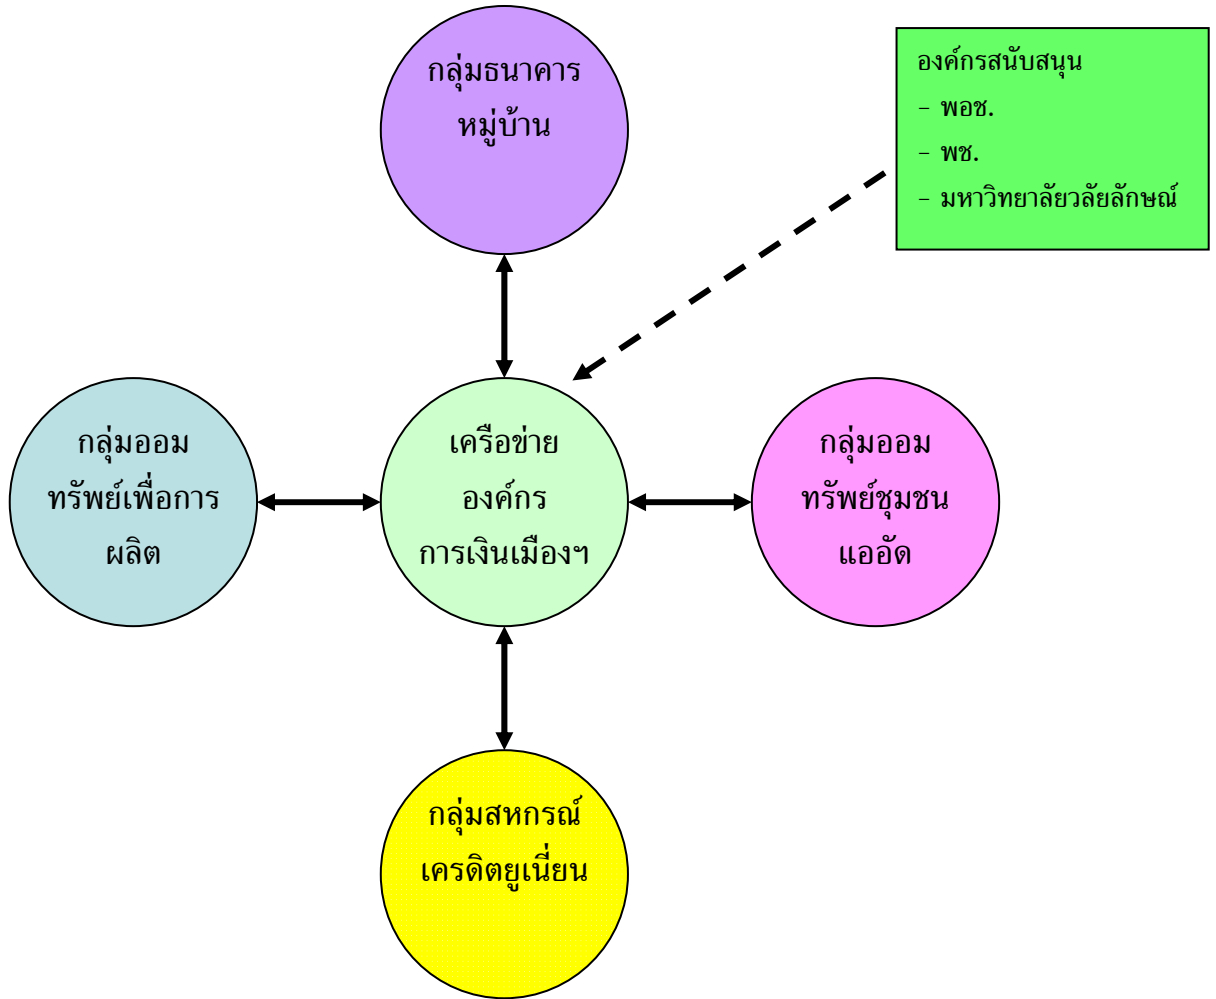 กลุ่มธนาคาร
หมู่บ้าน
องค์กรสนับสนุน
- พอช.
- พช.
- มหาวิทยาลัยวลัยลักษณ์
กลุ่มออม
ทรัพย์เพื่อการ
ผลิต
เครือข่าย
องค์กร
การเงินเมืองฯ
กลุ่มออม
ทรัพย์ชุมชน
แออัด
กลุ่มสหกรณ์
เครดิตยูเนี่ยน